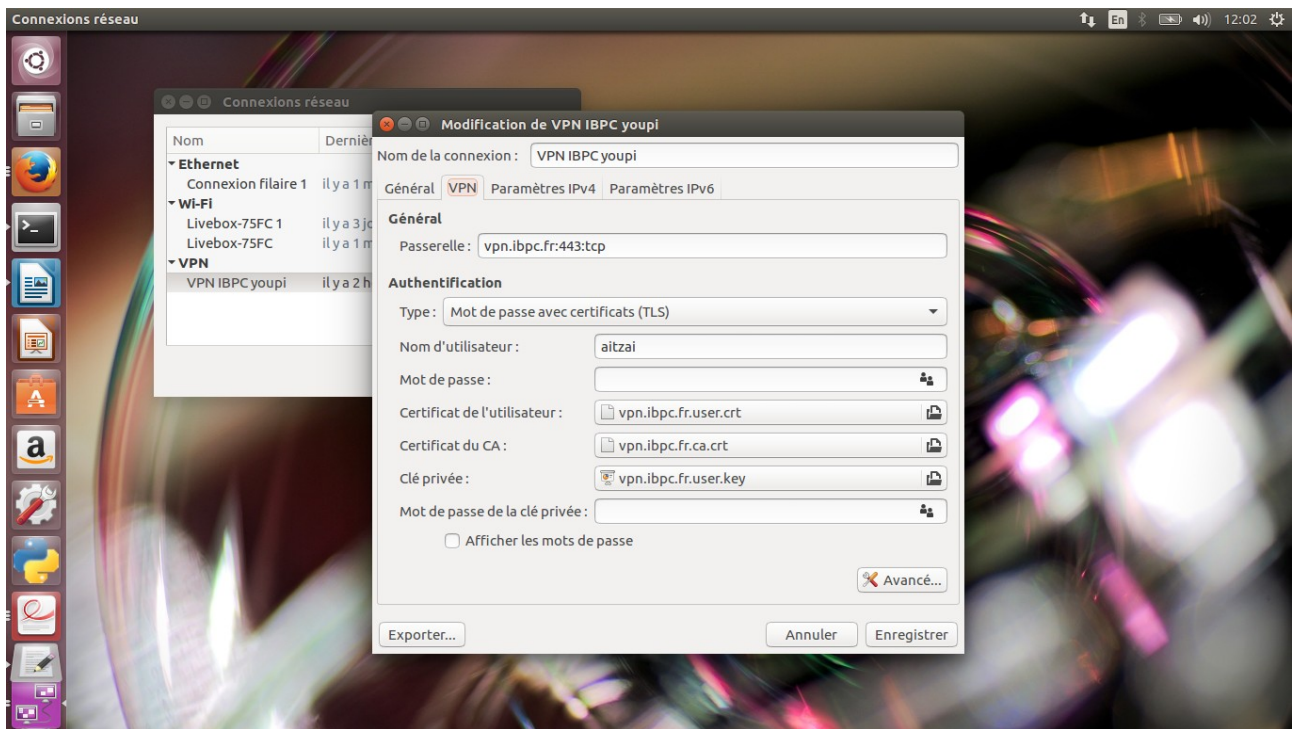 Connexions réseau
En
12:02
Connexions réseau
Nom
Dernièr
Ethernet
Connexion filaire 1 il y a 1 m
Wi-Fi
Livebox-75FC 1 il y a 3 jo
Livebox-75FC il y a 1 m
VPN
VPN IBPC youpi il y a 2 h
Modification de VPN IBPC youpi
Nom de la connexion : VPN IBPC youpi
Général VPN Paramètres IPv4 Paramètres IPv6
Général
Passerelle : vpn.ibpc.fr:443:tcp
Authentification
Type : Mot de passe avec certificats (TLS)
Nom d'utilisateur : aitzai
Mot de passe :
Certificat de l'utilisateur : vpn.ibpc.fr.user.crt
Certificat du CA : vpn.ibpc.fr.ca.crt
Clé privée : vpn.ibpc.fr.user.key
Mot de passe de la clé privée :
Afficher les mots de passe
Avancé...
Exporter... Annuler Enregistrer